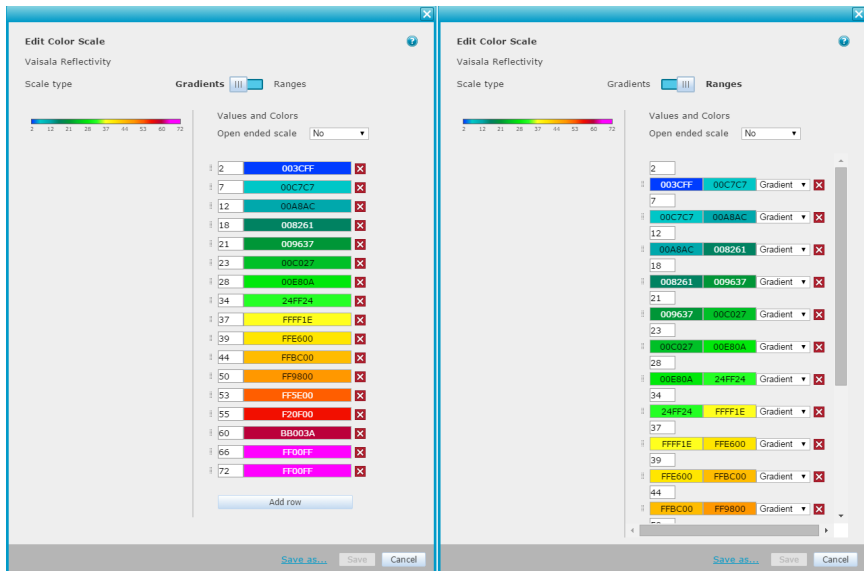 Edit Color Scale
Vaisala Reflectivity
Scale type Gradients Ranges
2 12 21 28 37 44 53 60 72
Values and Colors
Open ended scale No
2 003CFF
7 00C7C7
12 00A8AC
18 008261
21 009637
23 00C027
28 00E80A
34 24FF24
37 FFFF1E
39 FFE600
44 FFBC00
50 FF9800
53 FF5E00
55 F20F00
60 BB003A
66 FF00FF
72 FF00FF
Add row
Save as... Save Cancel
Edit Color Scale
Vaisala Reflectivity
Scale type Gradients Ranges
2 12 21 28 37 44 53 60 72
Values and Colors
Open ended scale No
2
003CFF 00C7C7 Gradient
7
00C7C7 00A8AC Gradient
12
00A8AC 008261 Gradient
18
008261 009637 Gradient
21
009637 00C027 Gradient
23
00C027 00E80A Gradient
28
00E80A 24FF24 Gradient
34
24FF24 FFFF1E Gradient
37
FFFF1E FFE600 Gradient
39
FFE600 FFBC00 Gradient
44
FFBC00 FF9800 Gradient
Save as... Save Cancel